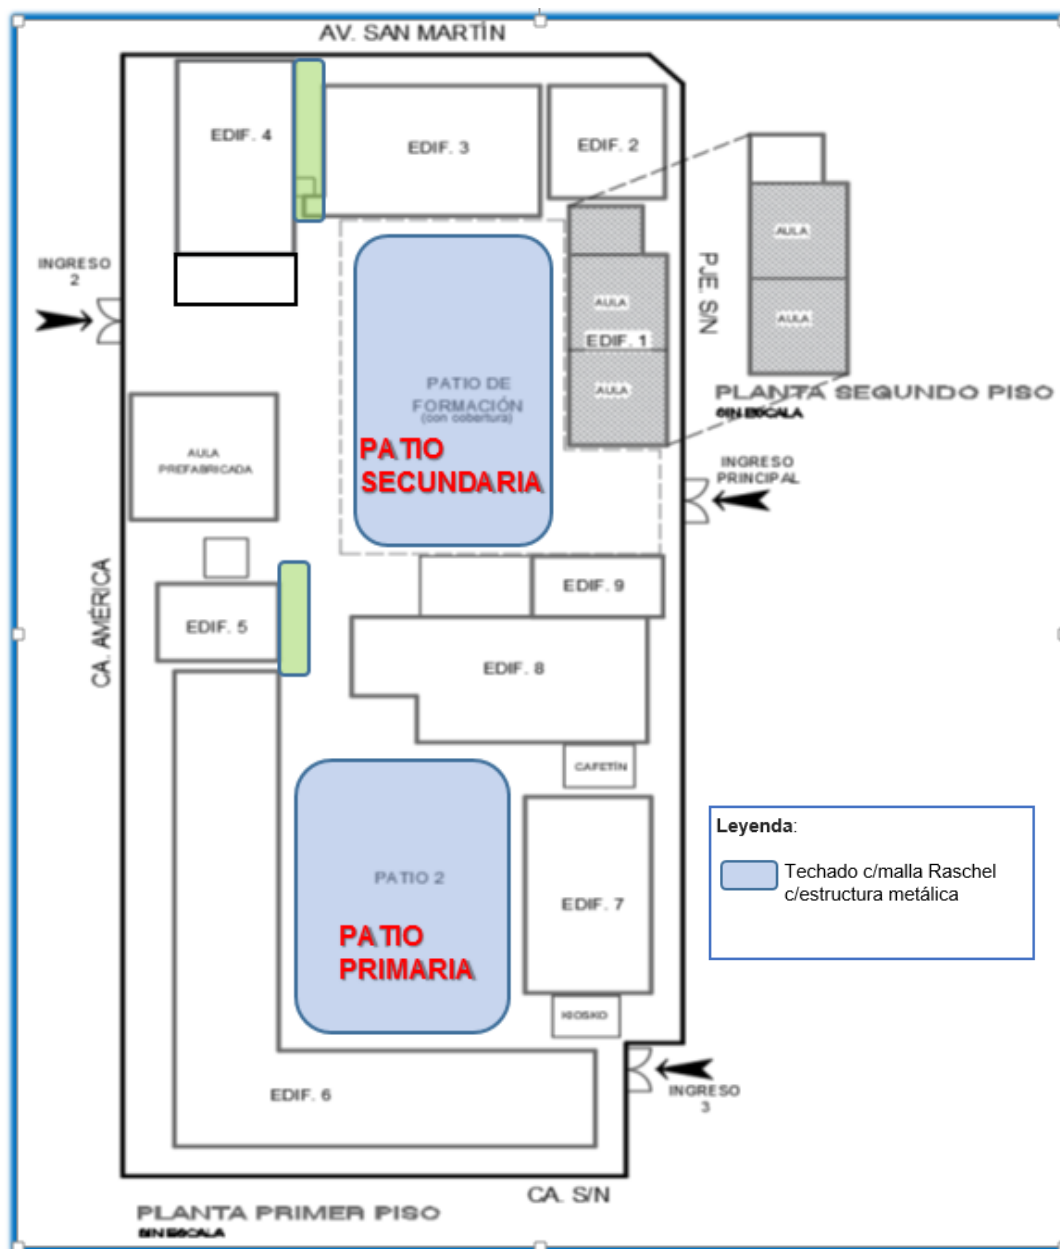 AV. SAN MARTÍN
EDIF. 4
EDIF. 3
EDIF. 2
AULA
AULA
INGRESO
2
PJE. S/N
AULA
EDIF. 1
AULA
PATIO DE
FORMACIÓN
(con cobertura)
PATIO
SECUNDARIA
PLANTA SEGUNDO PISO
SIN ESCALA
AULA
PREFABRICADA
INGRESO
PRINCIPAL
CA. AMÉRICA
EDIF. 9
EDIF. 5
EDIF. 8
CAFETÍN
Leyenda:
Techado c/malla Raschel
c/estructura metálica
PATIO 2
PATIO
PRIMARIA
EDIF. 7
KIOSKO
EDIF. 6
INGRESO
3
CA. S/N
PLANTA PRIMER PISO
SIN ESCALA